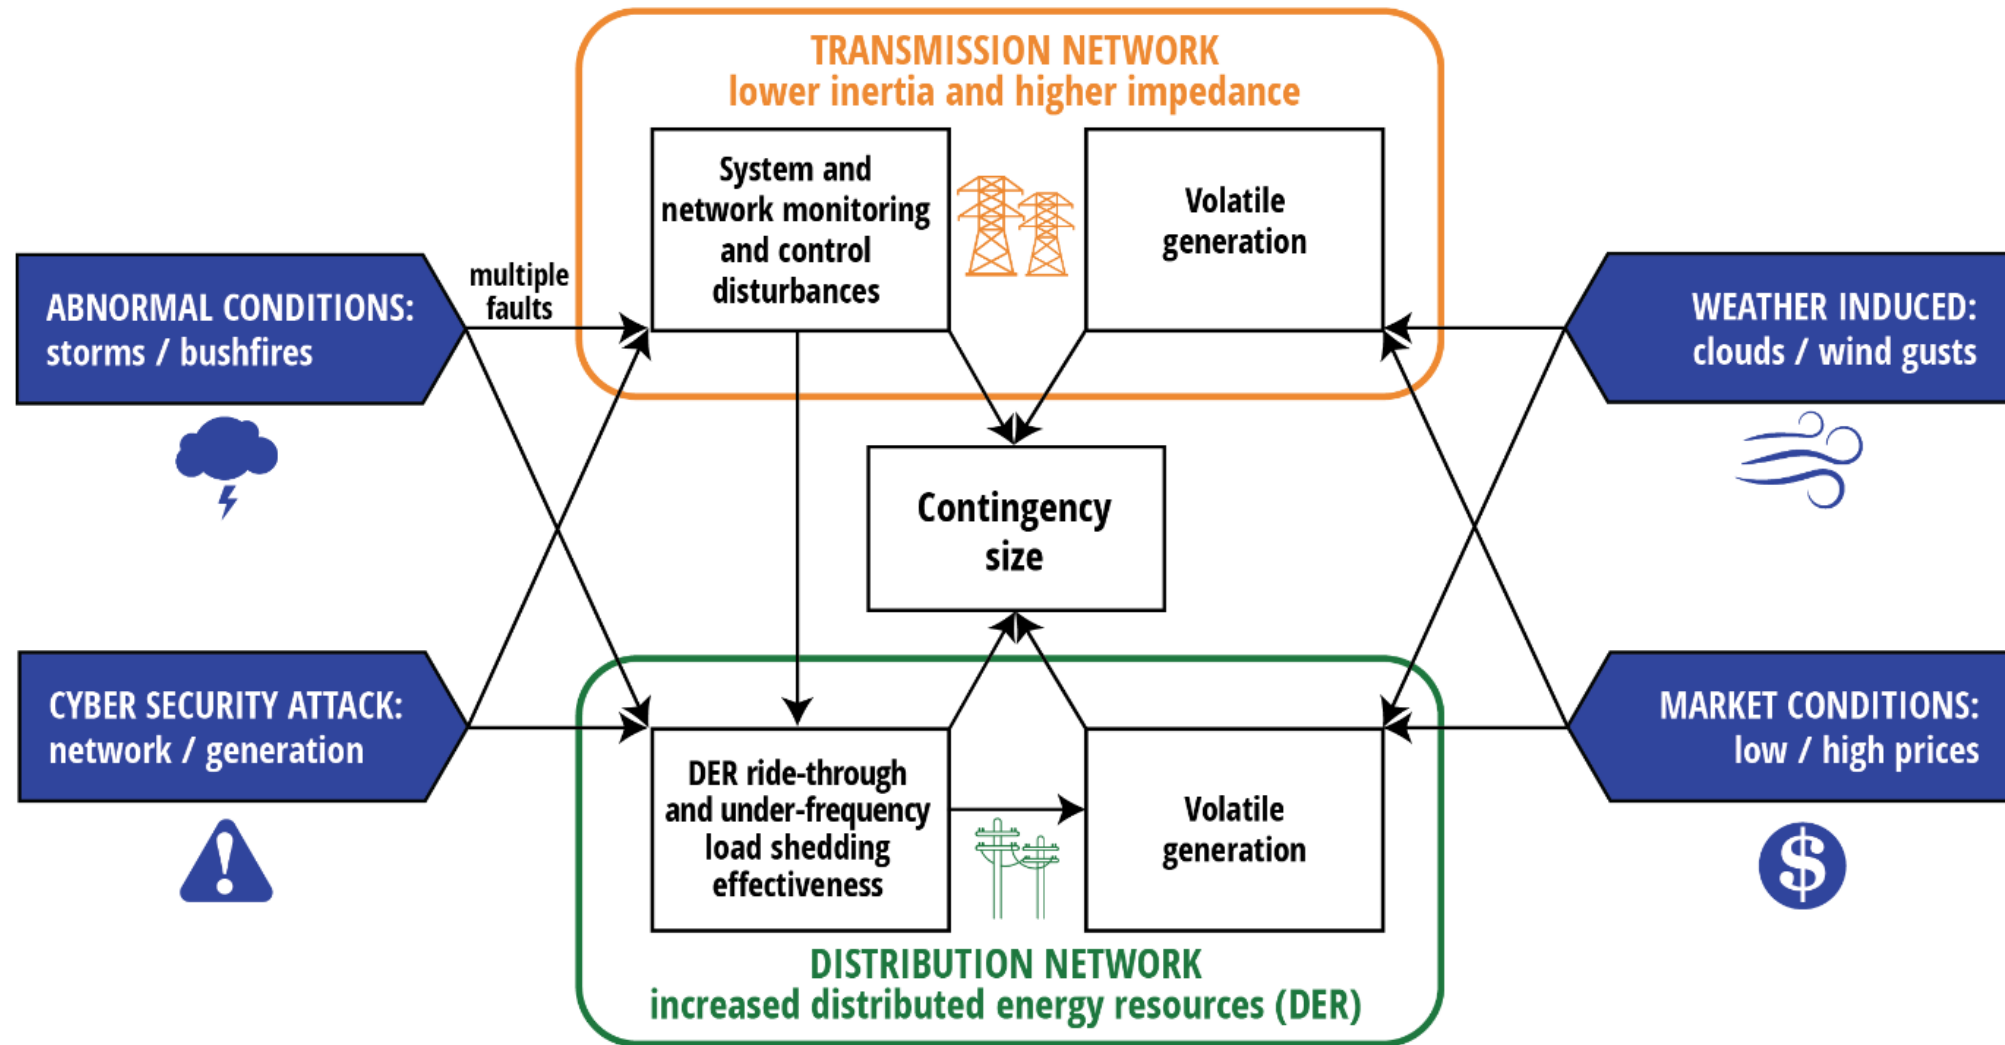 TRANSMISSION NETWORK
lower inertia and higher impedance
System and
network monitoring
and control
disturbances
Volatile
generation
multiple
faults
ABNORMAL CONDITIONS:
storms / bushfires
WEATHER INDUCED:
clouds / wind gusts
Contingency
size
CYBER SECURITY ATTACK:
network / generation
MARKET CONDITIONS:
low / high prices
DER ride-through
and under-frequency
load shedding
effectiveness
Volatile
generation
$
DISTRIBUTION NETWORK
increased distributed energy resources (DER)